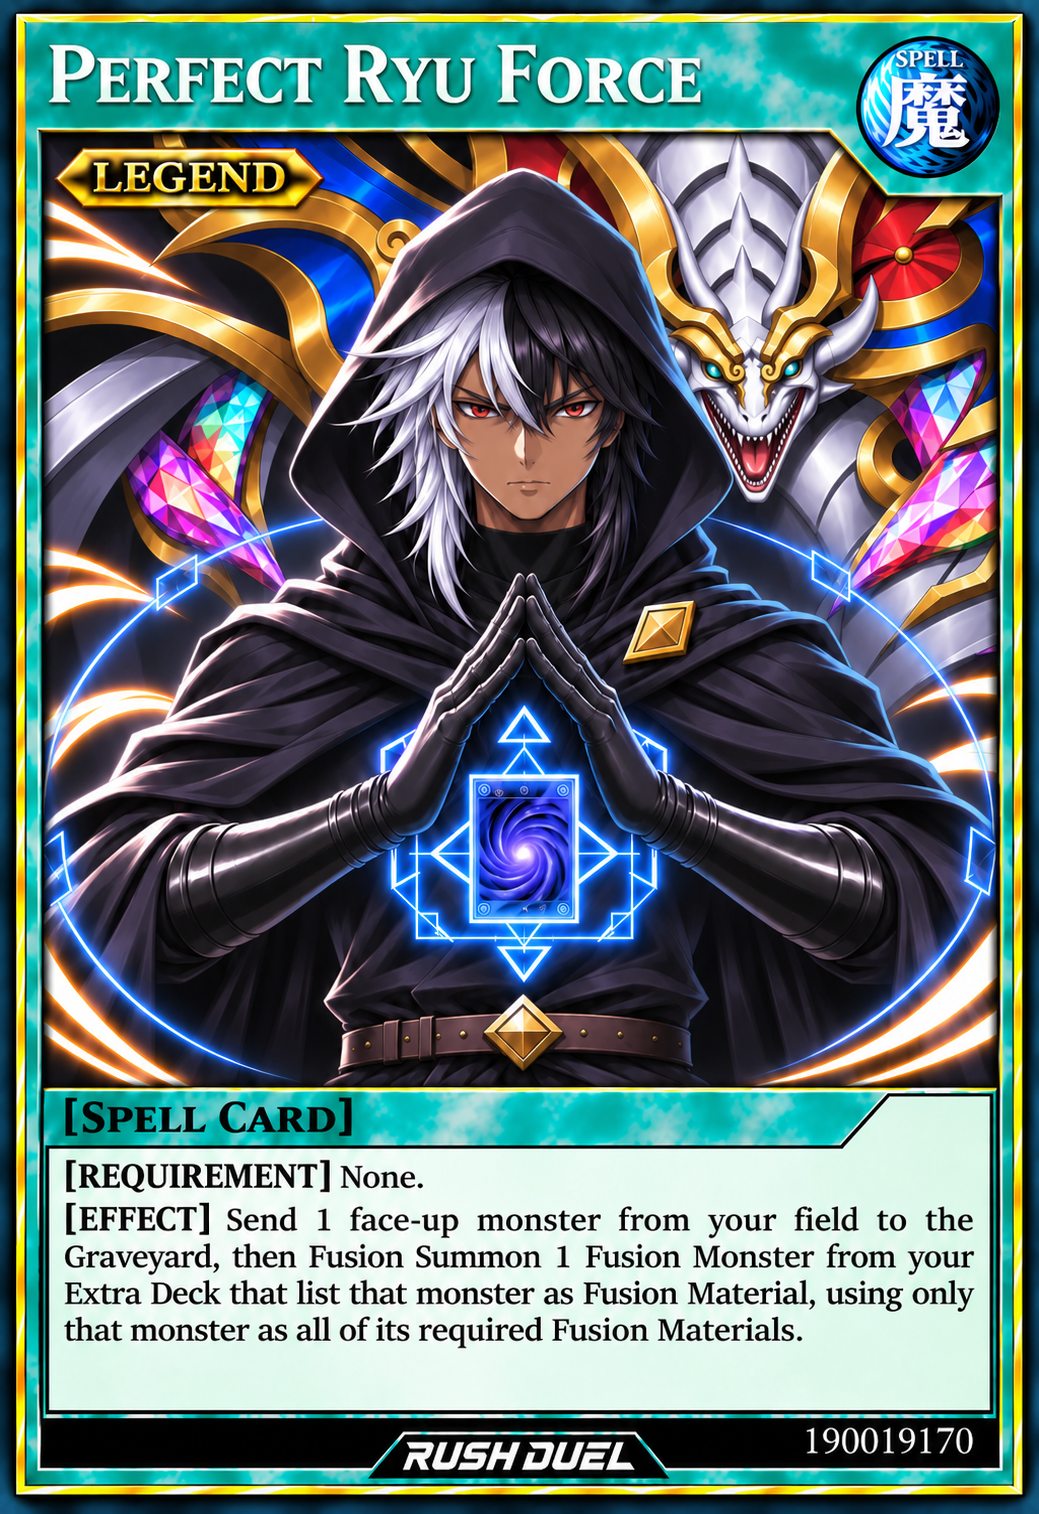 PERFECT RYU FORCE
SPELL
魔
LEGEND
[SPELL CARD]
[REQUIREMENT] None.
[EFFECT] Send 1 face-up monster from your field to the
Graveyard, then Fusion Summon 1 Fusion Monster from your
Extra Deck that list that monster as Fusion Material, using only
that monster as all of its required Fusion Materials.
RUSH DUEL
190019170